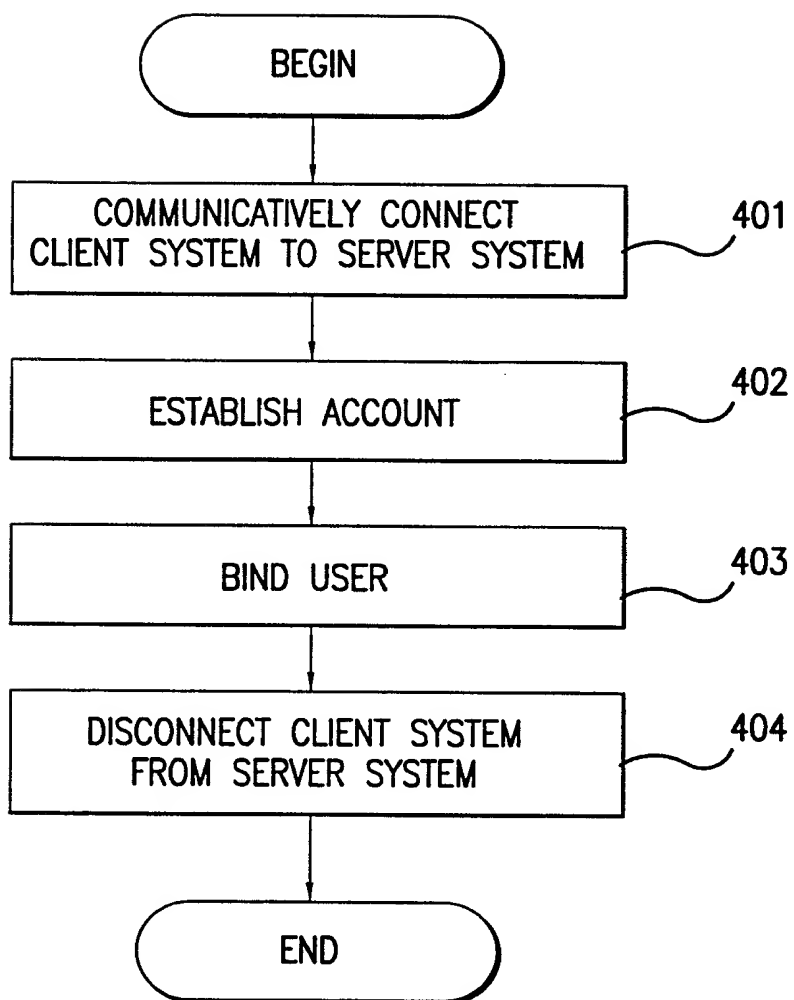 BEGIN
COMMUNICATIVELY CONNECT
CLIENT SYSTEM TO SERVER SYSTEM
401
ESTABLISH ACCOUNT
402
BIND USER
403
DISCONNECT CLIENT SYSTEM
FROM SERVER SYSTEM
404
END